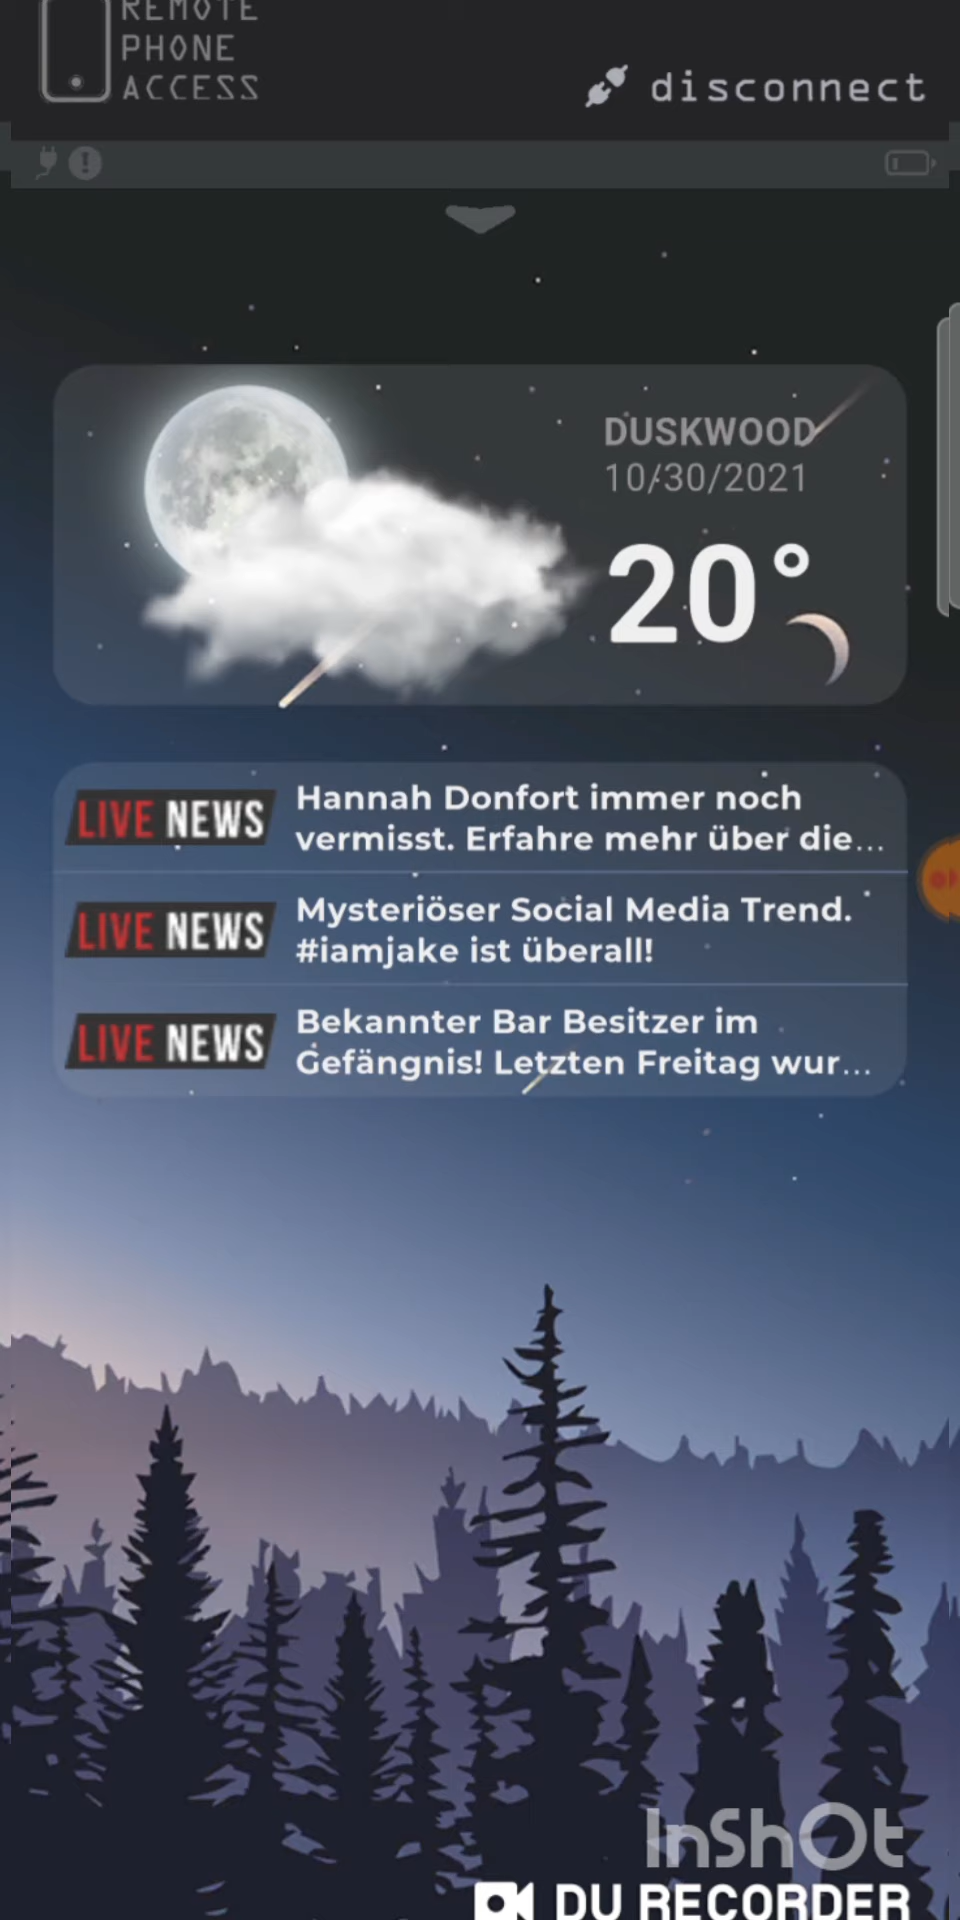 REMOTE
PHONE
ACCESS
disconnect
DUSKWOOD
10/30/2021
20°
LIVE NEWS
Hannah Donfort immer noch
vermisst. Erfahre mehr über die...
LIVE NEWS
Mysteriöser Social Media Trend.
#iamjake ist überall!
LIVE NEWS
Bekannter Bar Besitzer im
Gefängnis! Letzten Freitag wur...
InShOt
DU RECORDER